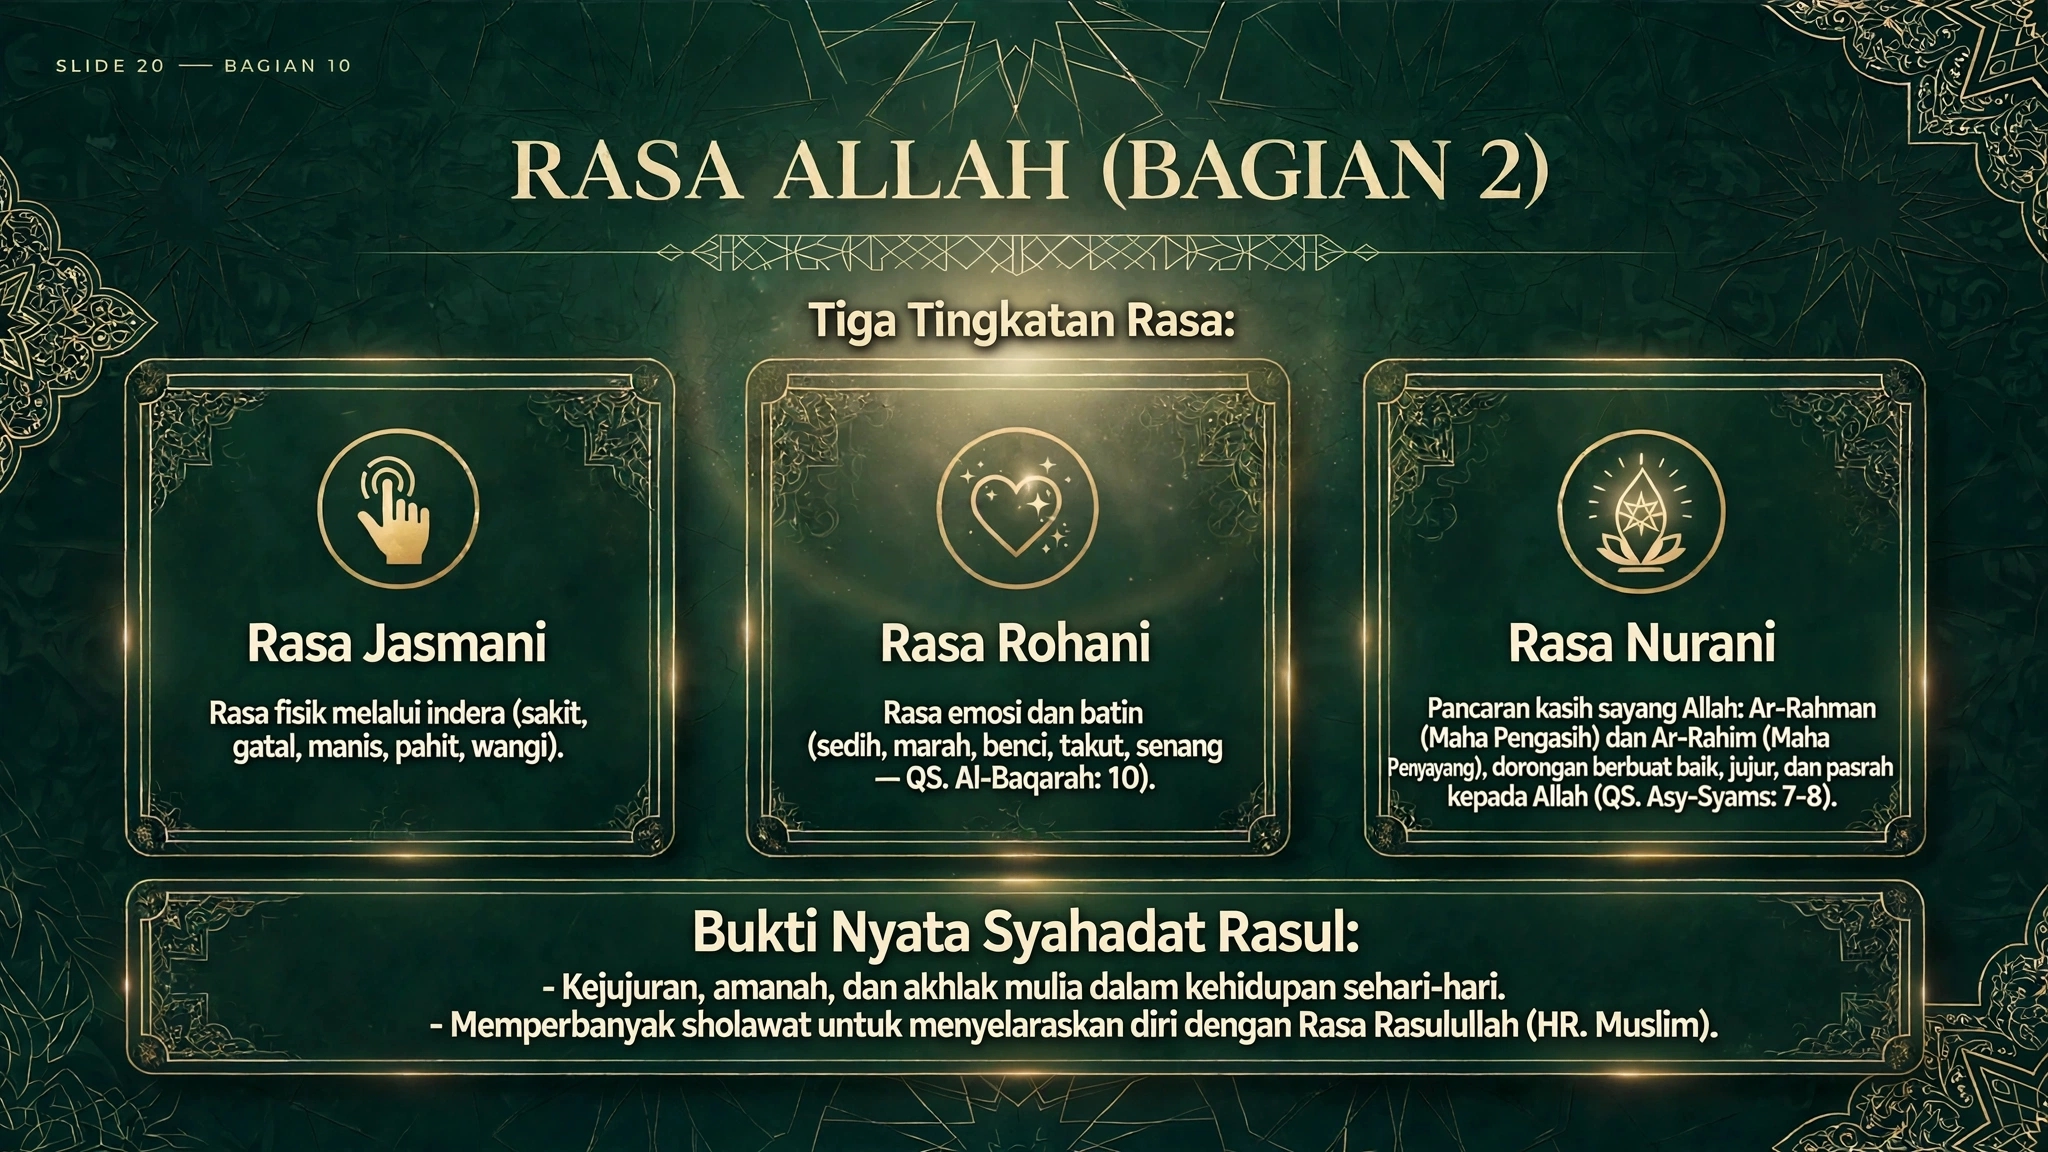 SLIDE 20 — BAGIAN 10
RASA ALLAH (BAGIAN 2)
Tiga Tingkatan Rasa:
Rasa Jasmani
Rasa fisik melalui indera (sakit,
gatal, manis, pahit, wangi).
Rasa Rohani
Rasa emosi dan batin
(sedih, marah, benci, takut, senang
— QS. Al-Baqarah: 10).
Rasa Nurani
Pancaran kasih sayang Allah: Ar-Rahman
(Maha Pengasih) dan Ar-Rahim (Maha
Penyayang), dorongan berbuat baik, jujur, dan pasrah
kepada Allah (QS. Asy-Syams: 7-8).
Bukti Nyata Syahadat Rasul:
- Kejujuran, amanah, dan akhlak mulia dalam kehidupan sehari-hari.
- Memperbanyak sholawat untuk menyelaraskan diri dengan Rasa Rasulullah (HR. Muslim).